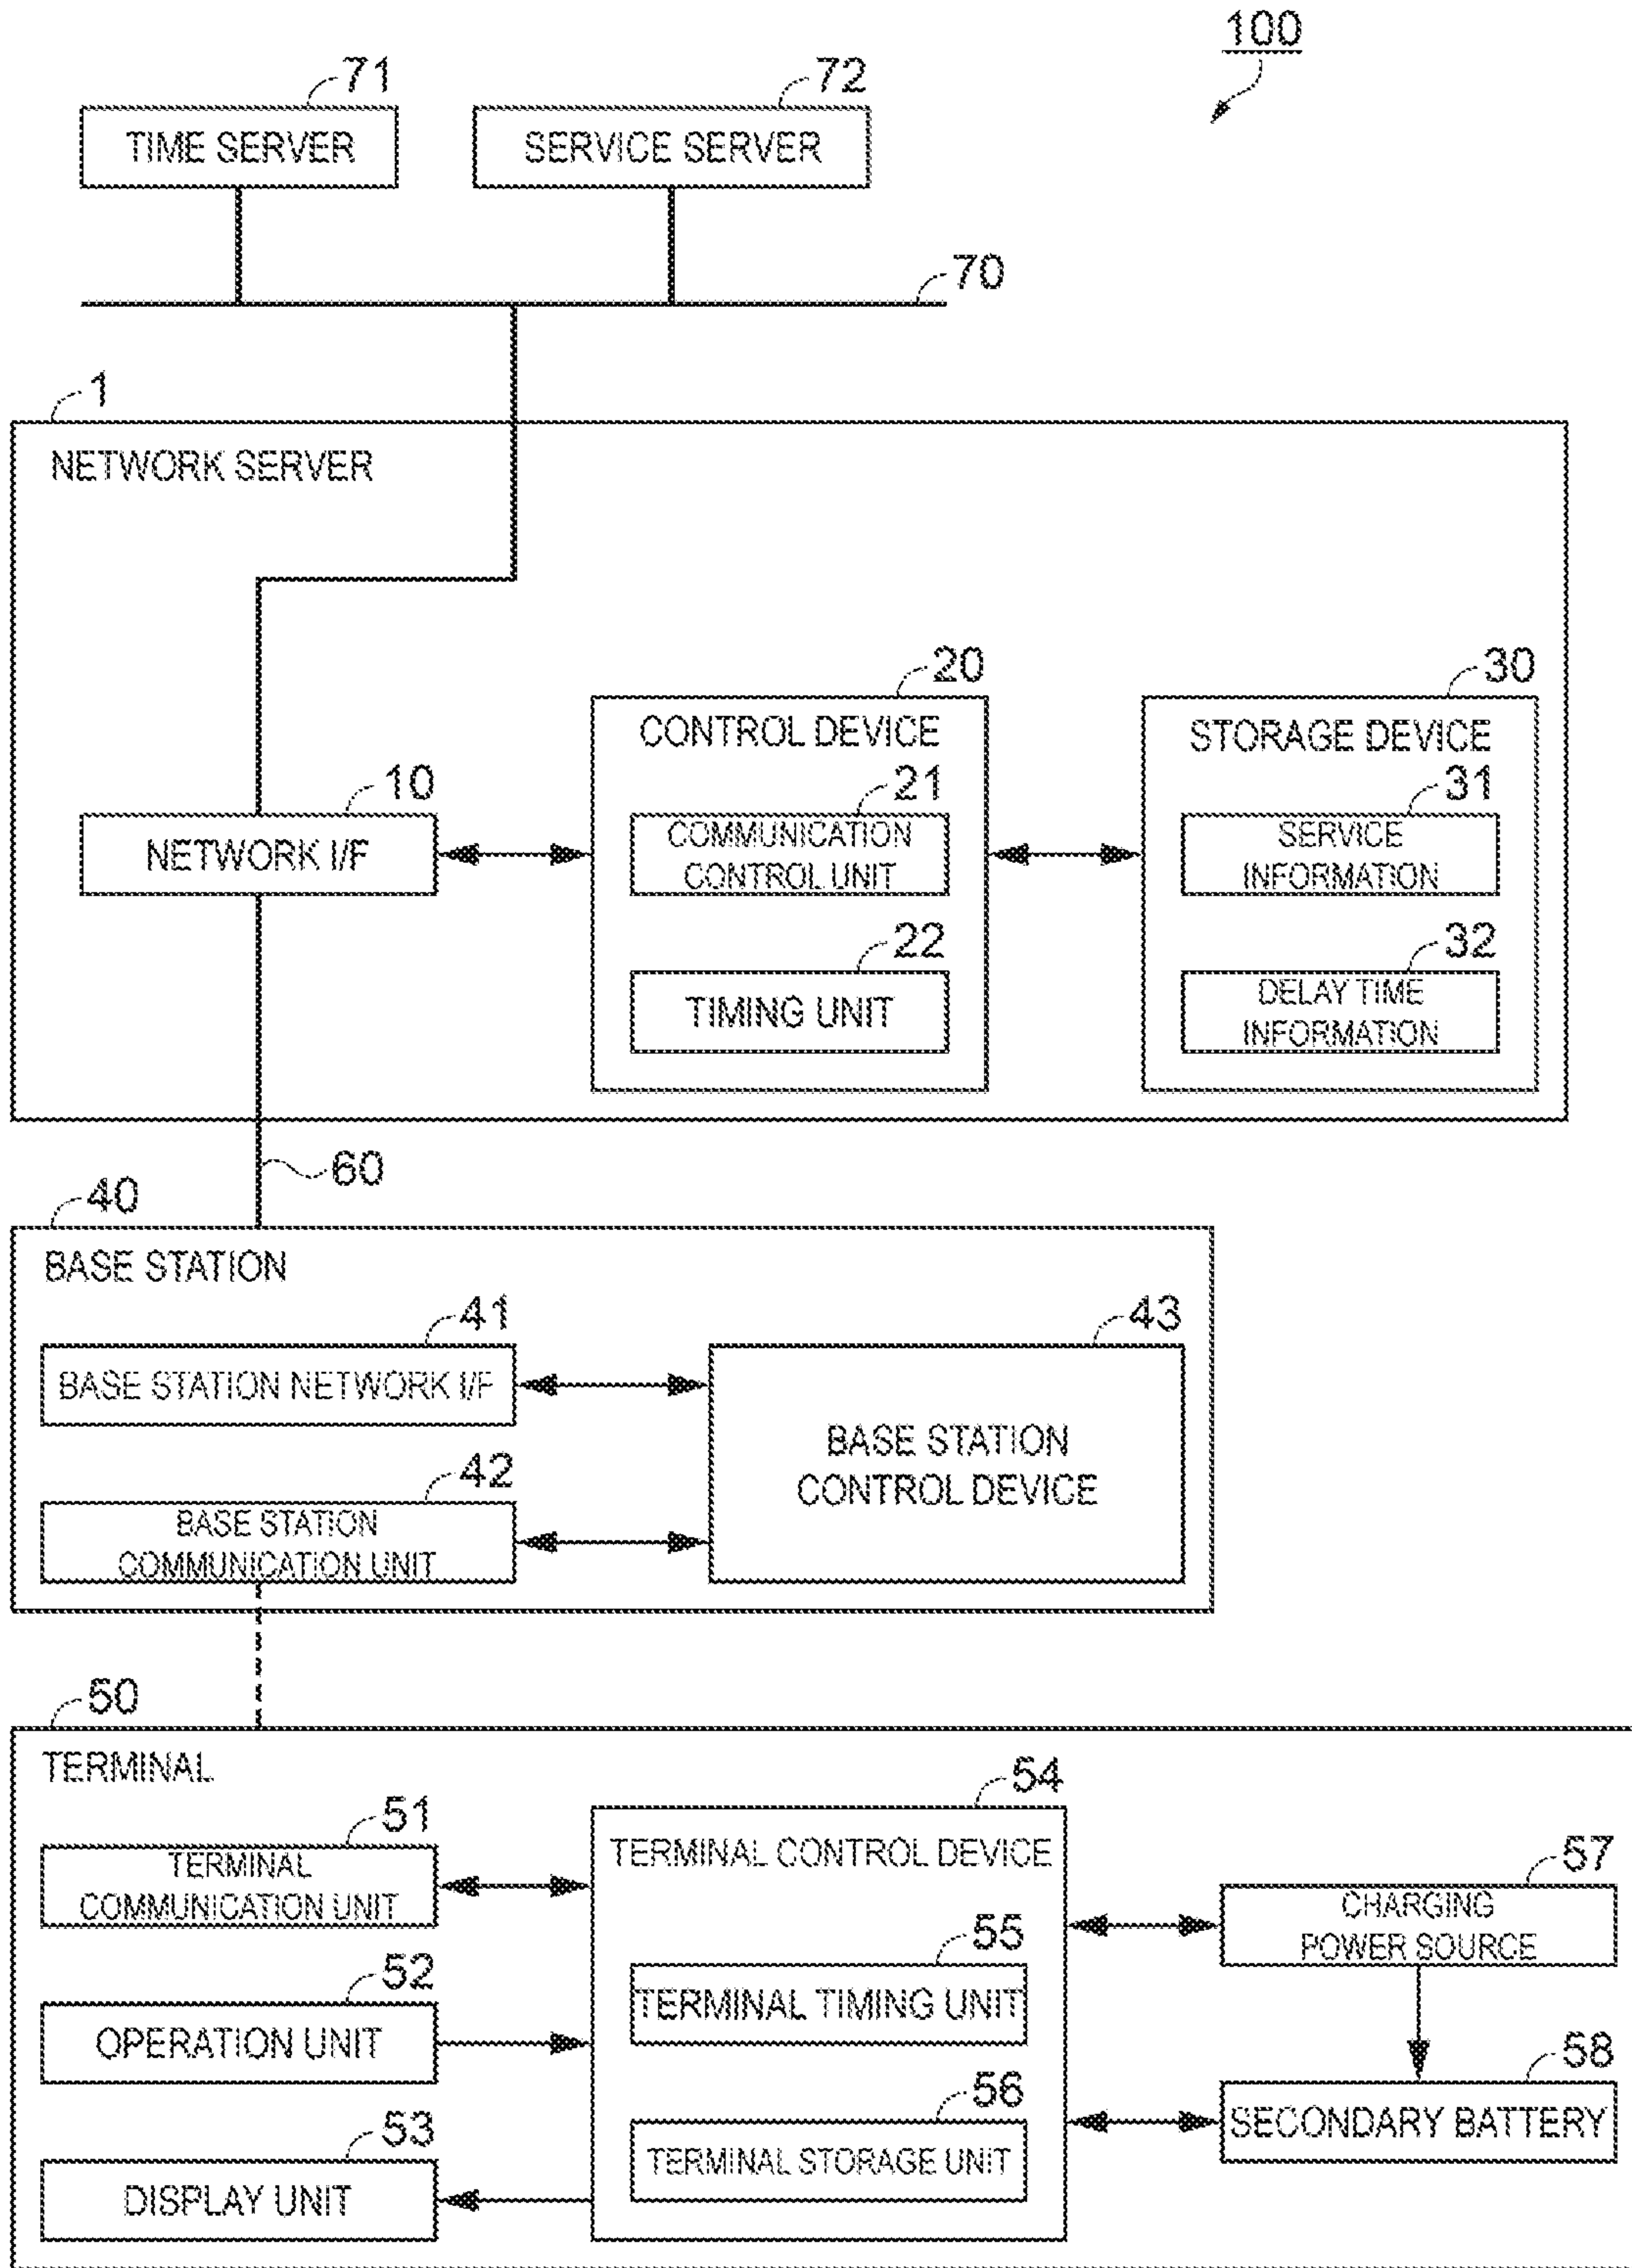 100
71
72
TIME SERVER
SERVICE SERVER
70
1
NETWORK SERVER
20
30
CONTROL DEVICE
STORAGE DEVICE
10
21
31
NETWORK I/F
COMMUNICATION
CONTROL UNIT
SERVICE
INFORMATION
22
32
TIMING UNIT
DELAY TIME
INFORMATION
60
40
BASE STATION
41
43
BASE STATION NETWORK I/F
BASE STATION
CONTROL DEVICE
42
BASE STATION
COMMUNICATION UNIT
50
TERMINAL
54
51
TERMINAL CONTROL DEVICE
57
TERMINAL
COMMUNICATION UNIT
CHARGING
POWER SOURCE
55
52
TERMINAL TIMING UNIT
OPERATION UNIT
58
56
SECONDARY BATTERY
53
TERMINAL STORAGE UNIT
DISPLAY UNIT